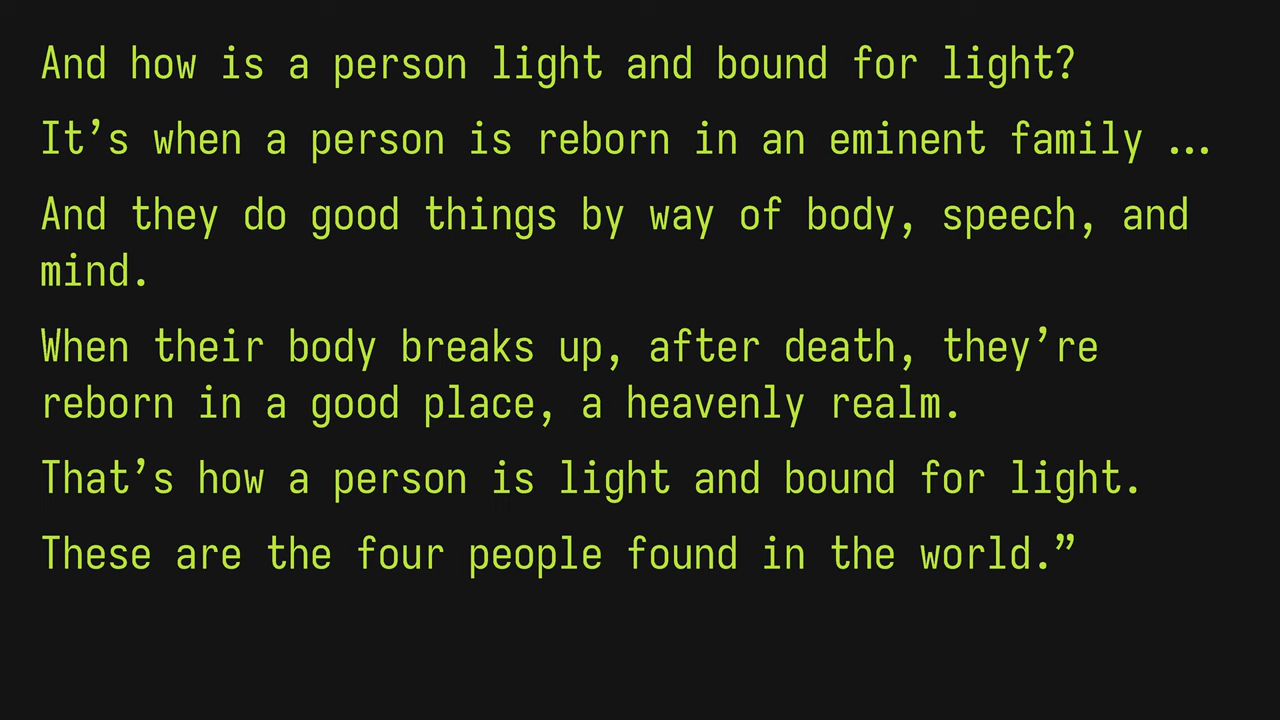 And how is a person light and bound for light?
It’s when a person is reborn in an eminent family …
And they do good things by way of body, speech, and
mind.
When their body breaks up, after death, they’re
reborn in a good place, a heavenly realm.
That’s how a person is light and bound for light.
These are the four people found in the world.”